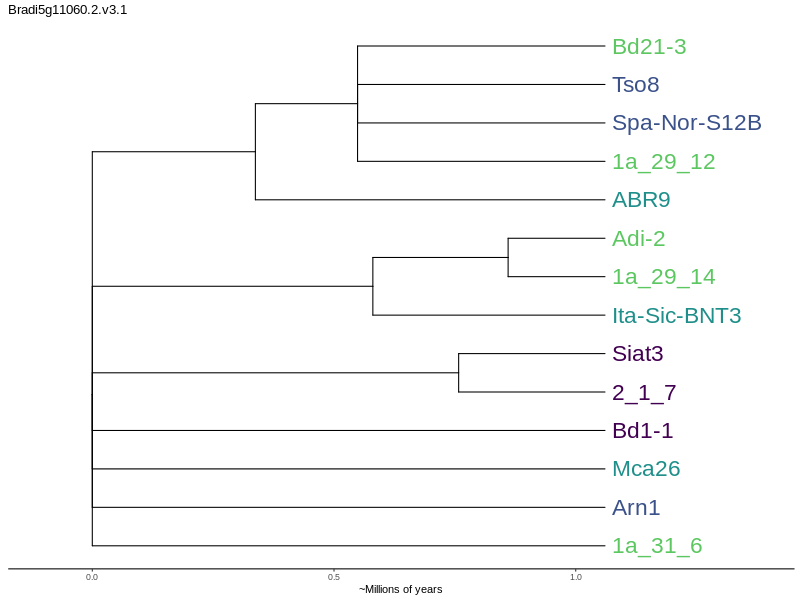 Bradi5g11060.2.v3.1
Bd21-3
Tso8
Spa-Nor-S12B
1a_29_12
ABR9
Adi-2
1a_29_14
Ita-Sic-BNT3
Siat3
2_1_7
Bd1-1
Mca26
Arn1
1a_31_6
0.0 0.5 1.0
~Millions of years